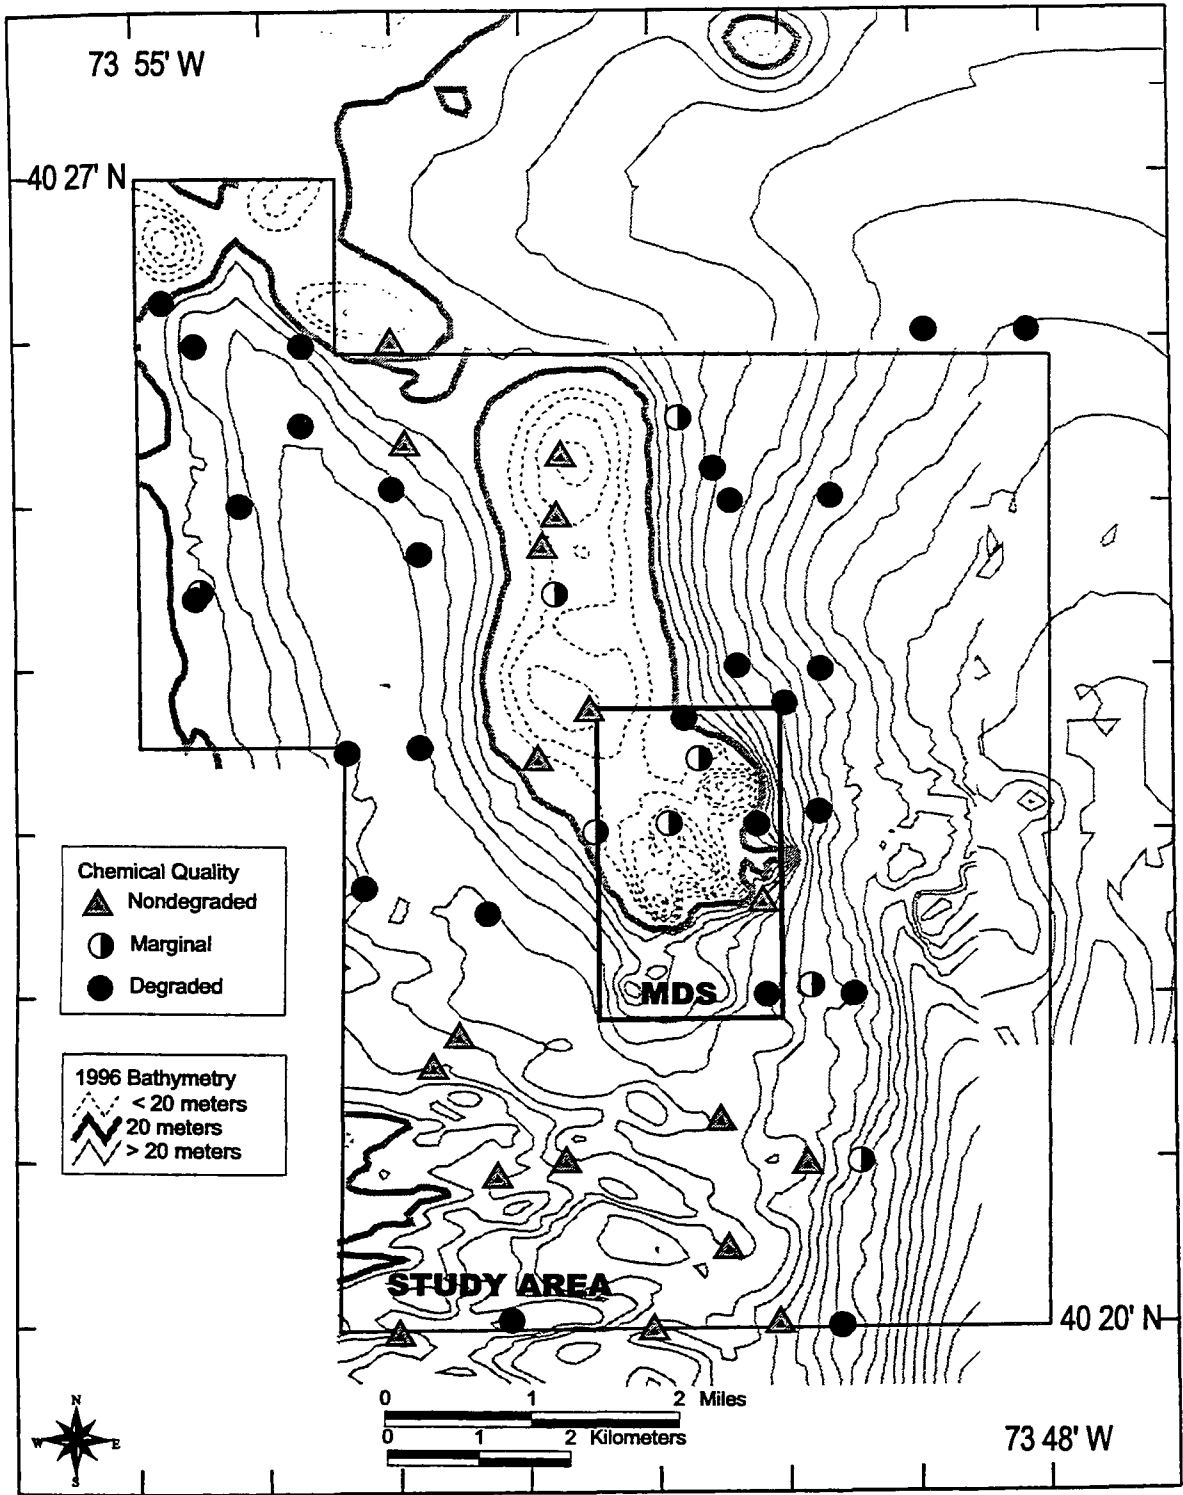 73 55' W
40 27' N
Chemical Quality
Nondegraded
Marginal
Degraded
MDS
1996 Bathymetry
< 20 meters
20 meters
> 20 meters
STUDY AREA
40 20' N
0 1 2 Miles
0 1 2 Kilometers
N
W E
S
73 48' W